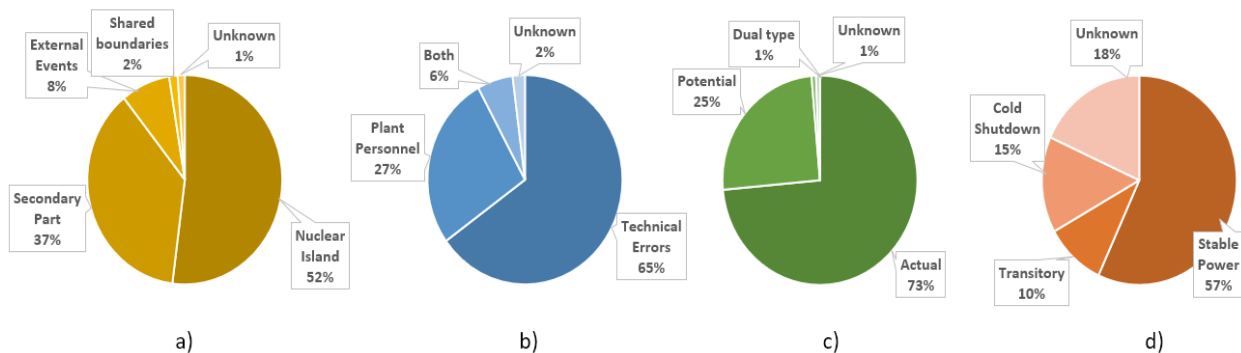 Shared
boundaries
2%
Unknown
1%
External
Events
8%
Secondary
Part
37%
Nuclear
Island
52%
a)
Both
6%
Unknown
2%
Plant
Personnel
27%
Technical
Errors
65%
b)
Dual type
1%
Unknown
1%
Potential
25%
Actual
73%
c)
Unknown
18%
Cold
Shutdown
15%
Transitory
10%
Stable
Power
57%
d)